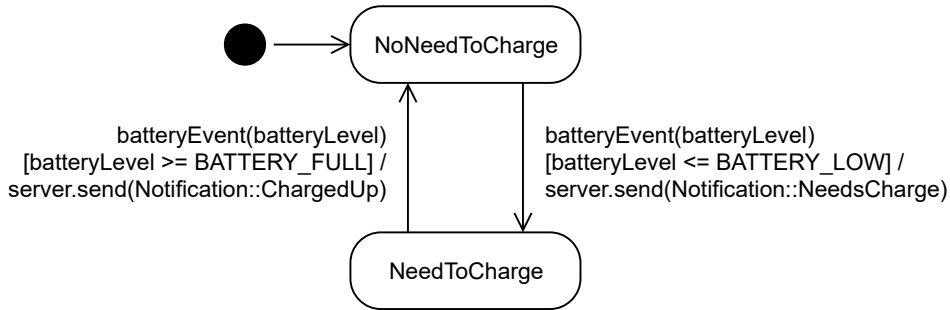 NoNeedToCharge
batteryEvent(batteryLevel)
[batteryLevel >= BATTERY_FULL] /
server.send(Notification::ChargedUp)
batteryEvent(batteryLevel)
[batteryLevel <= BATTERY_LOW] /
server.send(Notification::NeedsCharge)
NeedToCharge